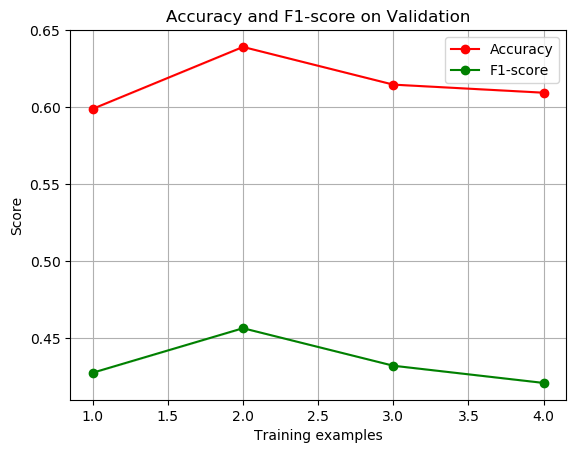 Accuracy and F1-score on Validation
Accuracy
F1-score
0.65
0.60
0.55
0.50
0.45
Score
1.0 1.5 2.0 2.5 3.0 3.5 4.0
Training examples